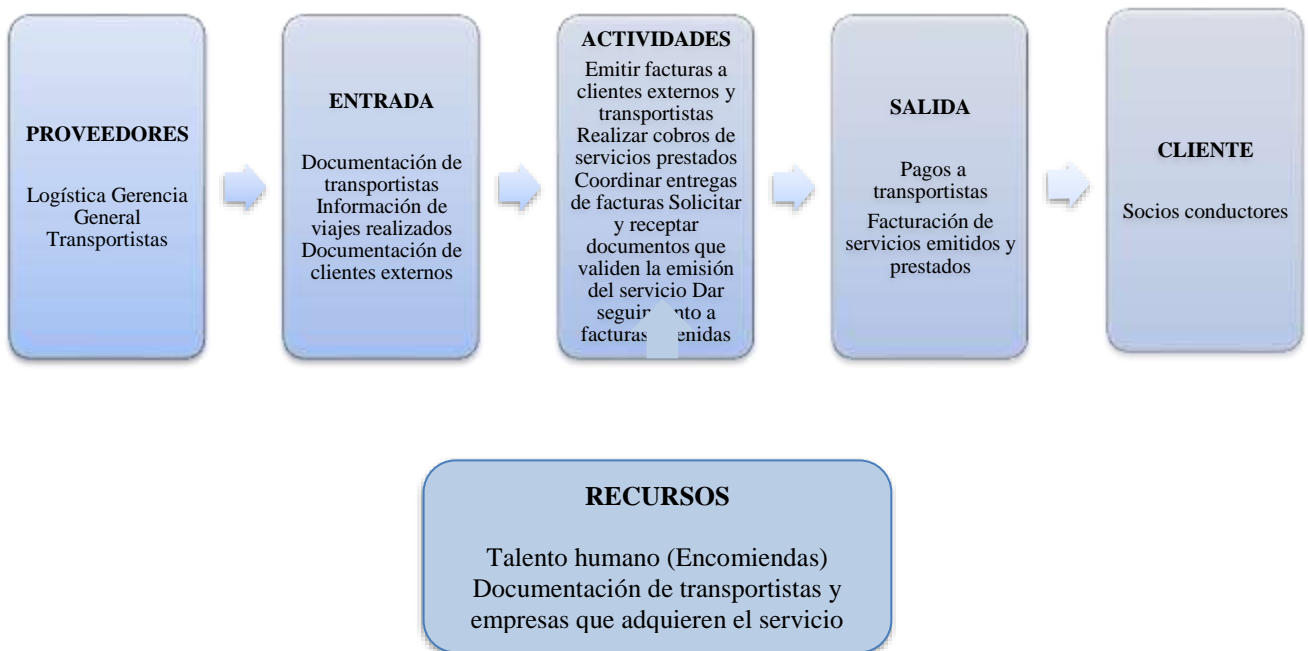 PROVEEDORES
Logística Gerencia
General
Transportistas
ENTRADA
Documentación de
transportistas
Información de
viajes realizados
Documentación de
clientes externos
ACTIVIDADES
Emitir facturas a
clientes externos y
transportistas
Realizar cobros de
servicios prestados
Coordinar entregas
de facturas Solicitar
y receptar
documentos que
validen la emisión
del servicio Dar
a
facturas
SALIDA
Pagos a
transportistas
Facturación de
servicios emitidos y
prestados
CLIENTE
Socios conductores
RECURSOS
Talento humano (Encomiendas)
Documentación de transportistas y
empresas que adquieren el servicio